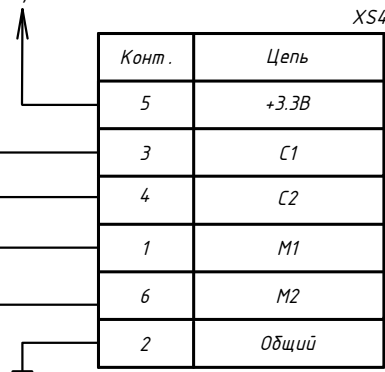 XS4
Конт. Цепь
5 +3.3В
3 С1
4 С2
1 М1
6 М2
2 Общий